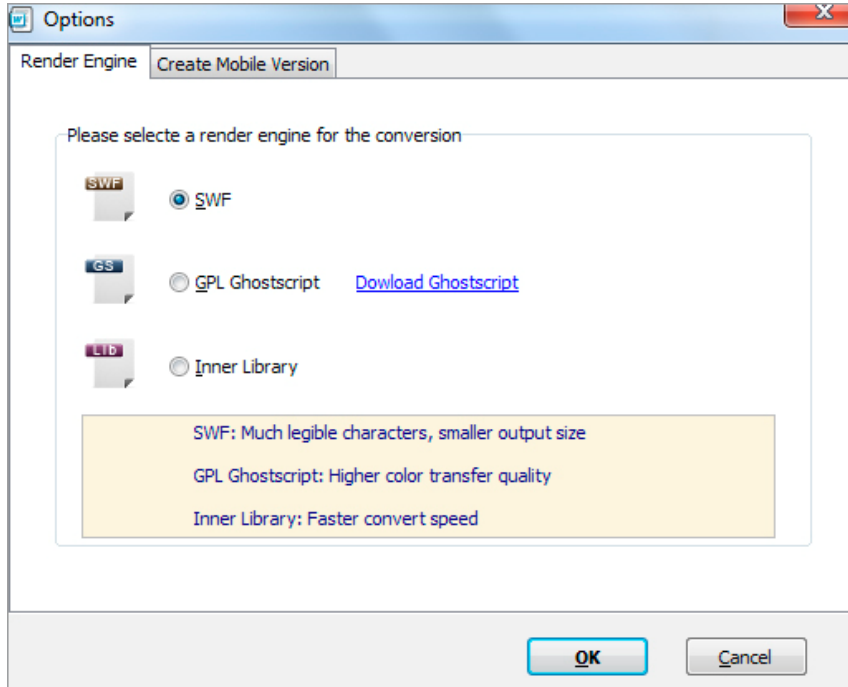 Options
Render Engine
Create Mobile Version
Please selecte a render engine for the conversion
SWF
SWF
GS
GPL Ghostscript
Dowload Ghostscript
Lib
Inner Library
SWF: Much legible characters, smaller output size
GPL Ghostscript: Higher color transfer quality
Inner Library: Faster convert speed
OK
Cancel